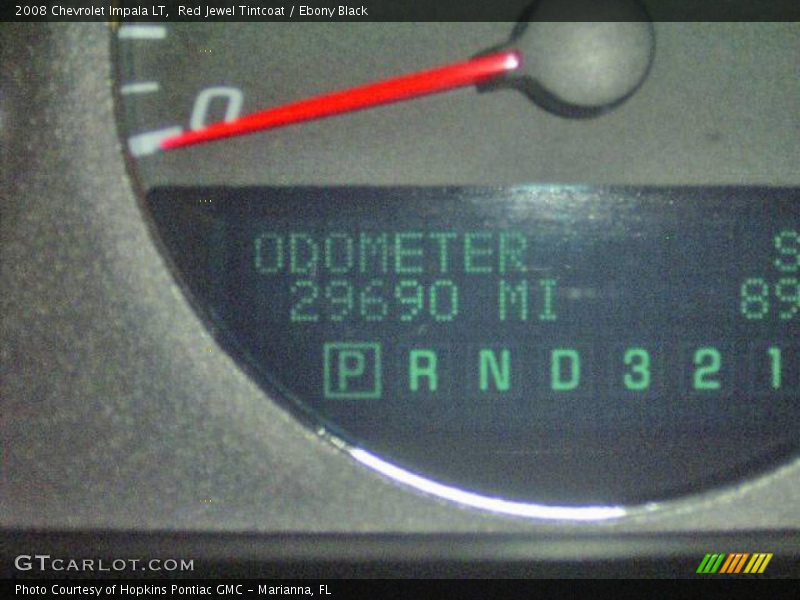 2008 Chevrolet Impala LT,  Red Jewel Tintcoat / Ebony Black
0
ODOMETER S
29690 MI 89
P R N D 3 2 1
GTCARLOT.COM
Photo Courtesy of Hopkins Pontiac GMC - Marianna, FL